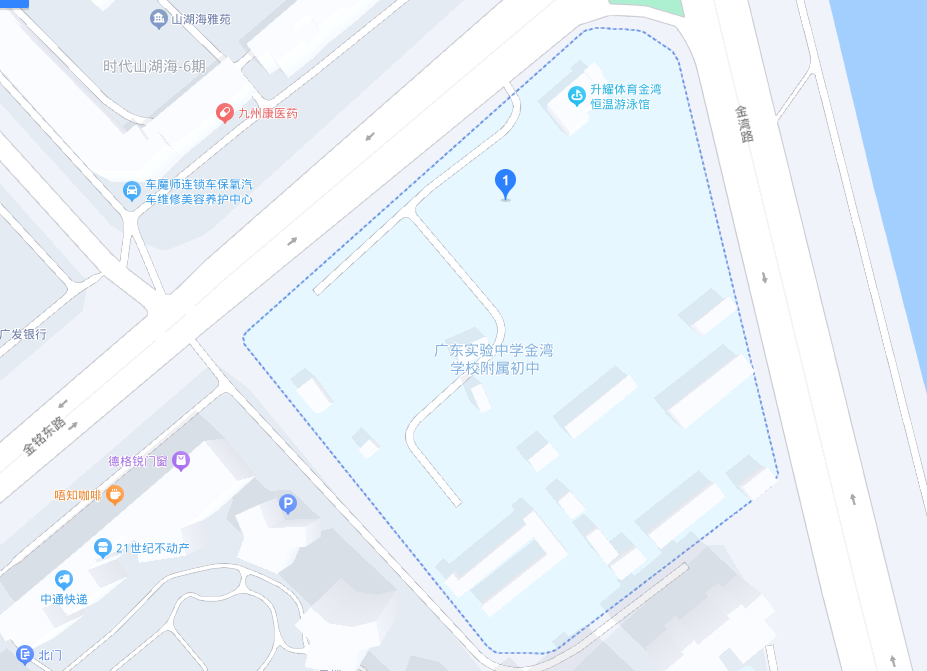 山湖海雅苑
时代山湖海-6期
九州康医药
升耀体育金湾
恒温游泳馆
金湾路
1
车魔师连锁车保氧汽
车维修美容养护中心
广发银行
广东实验中学金湾
学校附属初中
金铭东路
德格锐门窗
唔知咖啡
P
21世纪不动产
中通快递
北门